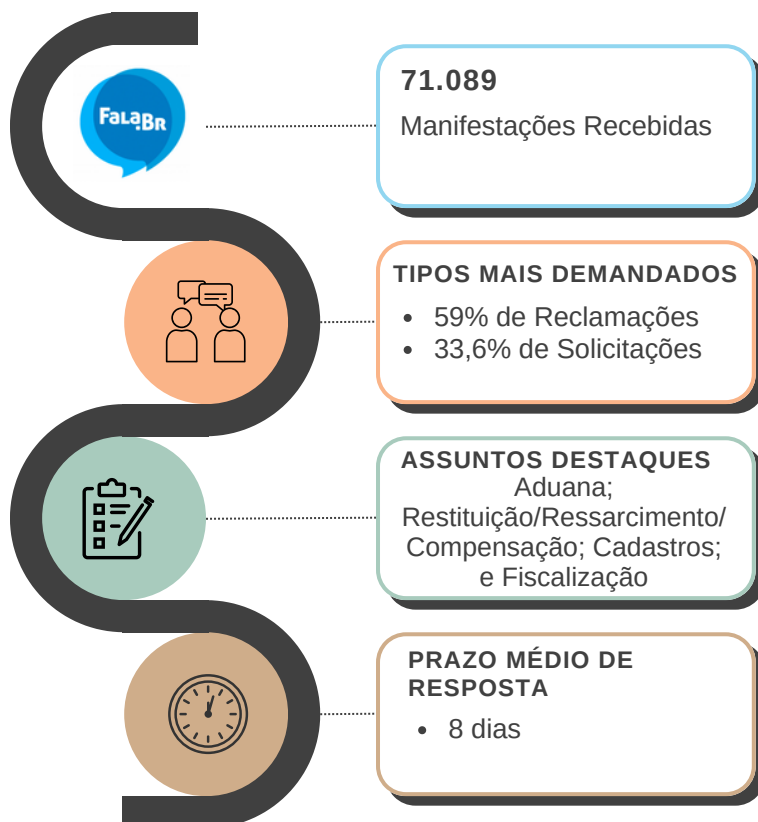 FALA.BR
71.089
Manifestações Recebidas
TIPOS MAIS DEMANDADOS
• 59% de Reclamações
• 33,6% de Solicitações
ASSUNTOS DESTAQUES
Aduana;
Restituição/Ressarcimento/
Compensação; Cadastros;
e Fiscalização
PRAZO MÉDIO DE
RESPOSTA
• 8 dias